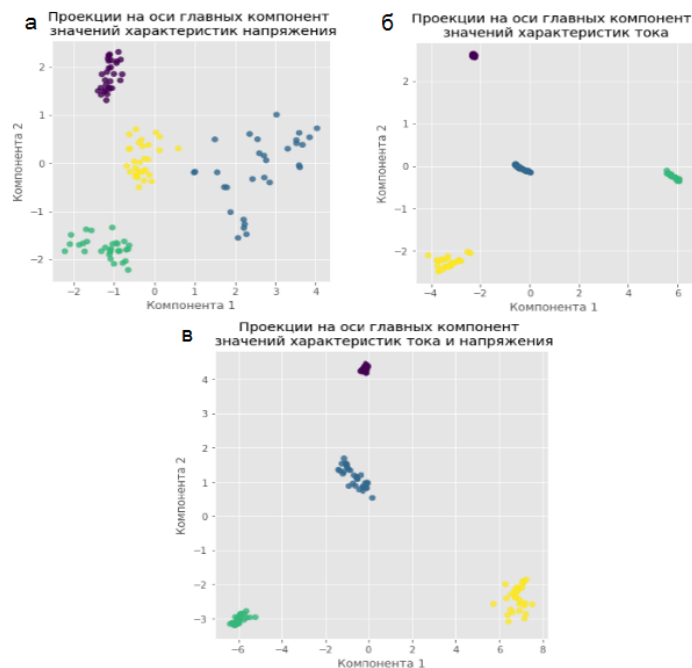 а
Проекции на оси главных компонент
значений характеристик напряжения
2
1
0
−1
−2
Компонента 2
−2
−1
0
1
2
3
4
Компонента 1
б
Проекции на оси главных компонент
значений характеристик тока
2
1
0
−1
−2
Компонента 2
−4
−2
0
2
4
6
Компонента 1
в
Проекции на оси главных компонент
значений характеристик тока и напряжения
4
3
2
1
0
−1
−2
−3
Компонента 2
−6
−4
−2
0
2
4
6
8
Компонента 1